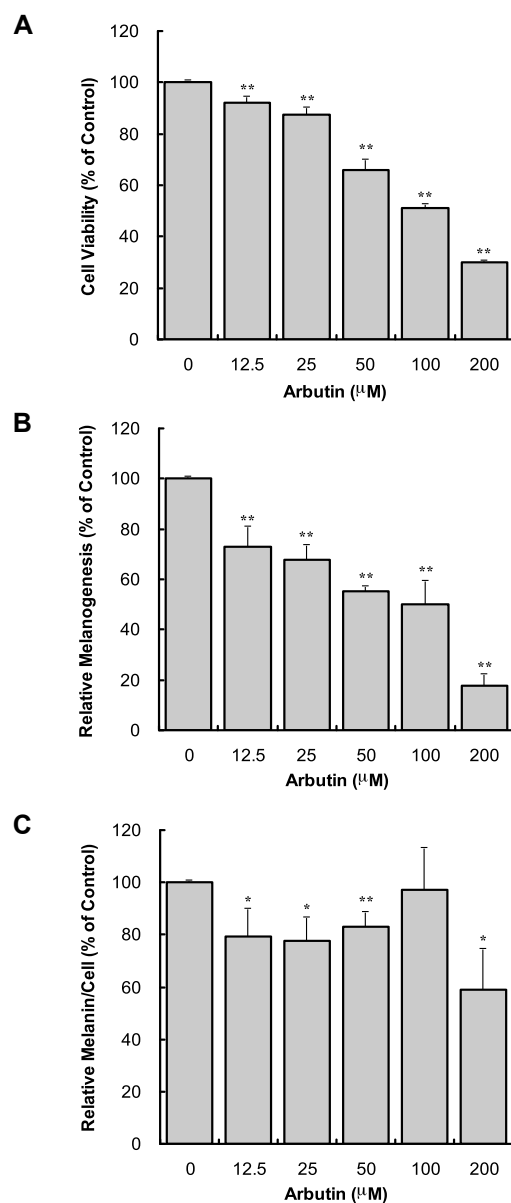 A
Cell Viability (% of Control)
120
100
80
60
40
20
0
**
**
**
**
**
0 12.5 25 50 100 200
Arbutin (μM)
B
Relative Melanogenesis (% of Control)
120
100
80
60
40
20
0
**
**
**
**
**
0 12.5 25 50 100 200
Arbutin (μM)
C
Relative Melanin/Cell (% of Control)
120
100
80
60
40
20
0
*
*
**
*
0 12.5 25 50 100 200
Arbutin (μM)